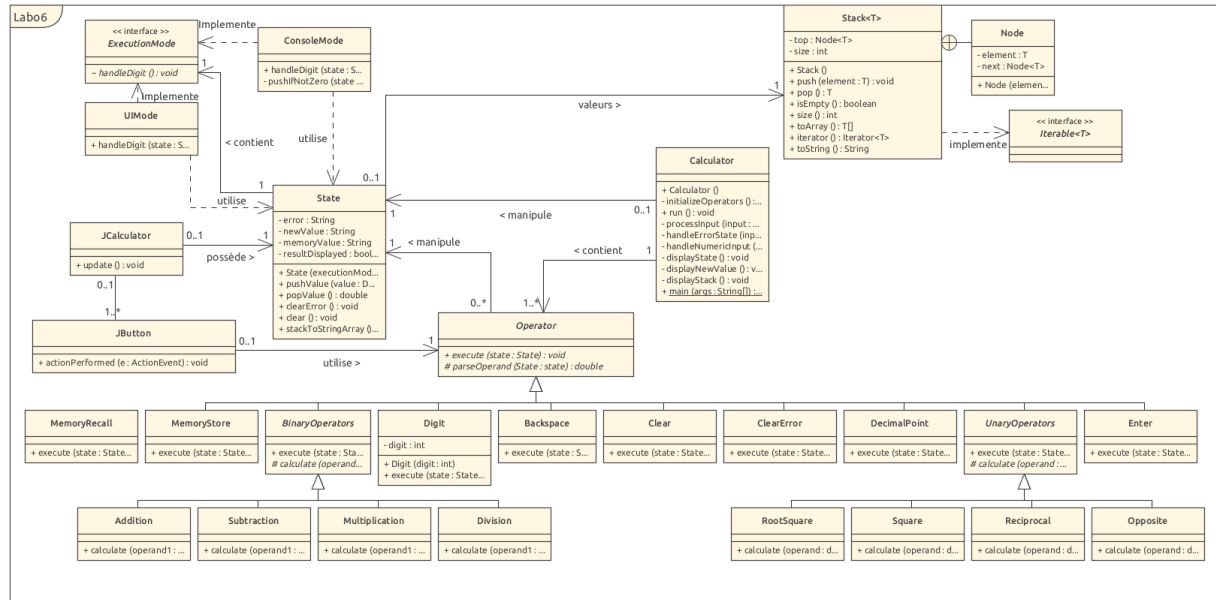 Labo6
<< interface >>
ExecutionMode
~ handleDigit () : void
Implemente
ConsoleMode
+ handleDigit (state : S...
- pushIfNotZero (state ...
1
Implemente
UIMode
+ handleDigit (state : S...
< contient
utilise
utilise
1
State
- error : String
- newValue : String
- memoryValue : String
- resultDisplayed : bool...
+ State (executionMod...
+ pushValue (value : D...
+ popValue () : double
+ clearError () : void
+ clear () : void
+ stackToStringArray ()...
0..1
valeurs >
1
Stack<T>
- top : Node<T>
- size : int
+ Stack ()
+ push (element : T) : void
+ pop () : T
+ isEmpty () : boolean
+ size () : int
+ toArray () : T[]
+ iterator () : Iterator<T>
+ toString () : String
Node
- element : T
- next : Node<T>
+ Node (elemen...
<< interface >>
Iterable<T>
implemente
Calculator
+ Calculator ()
- initializeOperators () :...
+ run () : void
- processInput (input : ...
- handleErrorState (inp...
- handleNumericInput (...
- displayState () : void
- displayNewValue () : v...
- displayStack () : void
+ main (args : String[]) :...
1
< manipule
0..1
JCalculator
+ update () : void
0..1
possède >
1
1
< manipule
0..*
< contient
1
1..*
0..1
1..*
JButton
+ actionPerformed (e : ActionEvent) : void
0..1
utilise >
1
Operator
+ execute (state : State) : void
# parseOperand (State : state) : double
MemoryRecall
+ execute (state : State...
MemoryStore
+ execute (state : State...
BinaryOperators
+ execute (state : State...
# calculate (operand...
Digit
- digit : int
+ Digit (digit : int)
+ execute (state : State...
Backspace
+ execute (state : S...
Clear
+ execute (state : State...
ClearError
+ execute (state : State...
DecimalPoint
+ execute (state : State...
UnaryOperators
+ execute (state : State...
# calculate (operand : ...
Enter
+ execute (state : State...
Addition
+ calculate (operand1 : ...
Subtraction
+ calculate (operand1 : ...
Multiplication
+ calculate (operand1 : ...
Division
+ calculate (operand1 : ...
RootSquare
+ calculate (operand : d...
Square
+ calculate (operand : d...
Reciprocal
+ calculate (operand : d...
Opposite
+ calculate (operand : d...